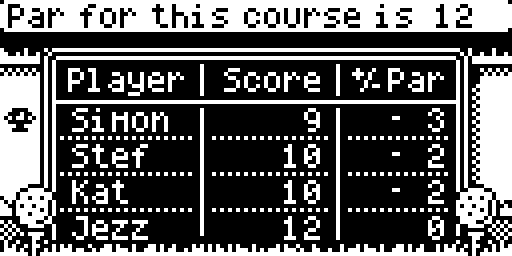 Par for this course is 12
Player Score +/- Par
Simon 9 - 3
Stef 10 - 2
Kat 10 - 2
Jezz 12 0